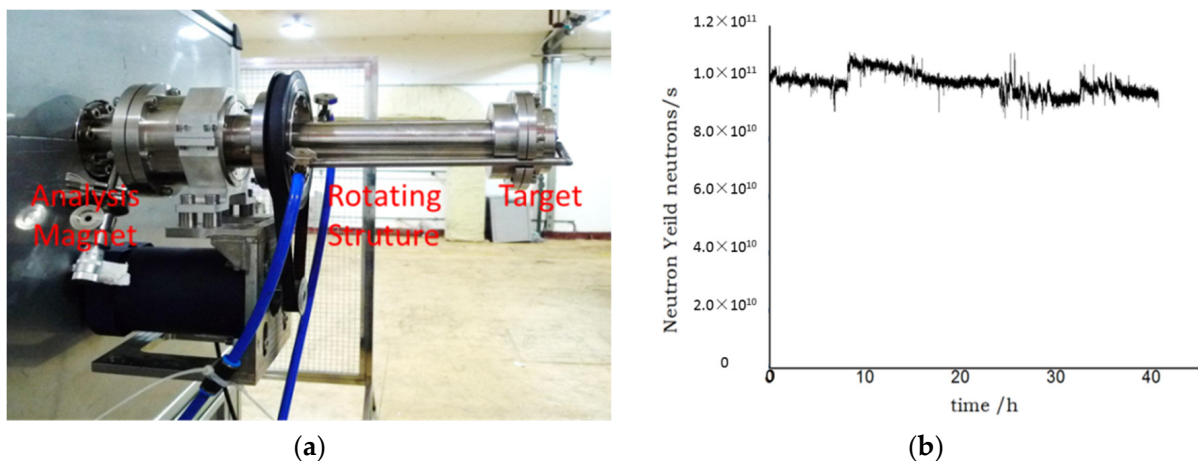 Analysis
Magnet
Rotating
Struture
Target
(a)
Neutron Yeild neutrons/s
1.2×10¹¹
1.0×10¹¹
8.0×10¹⁰
6.0×10¹⁰
4.0×10¹⁰
2.0×10¹⁰
0
0 10 20 30 40
time /h
(b)